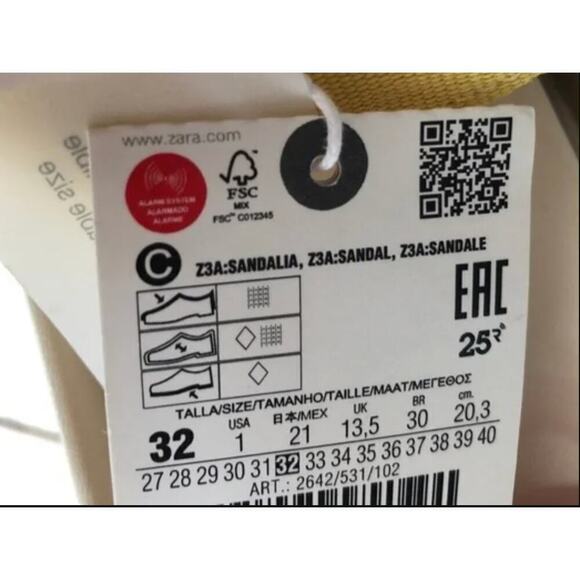 www.zara.com
ALARM SYSTEM
ALARMADO
ALARME
FSC
MIX
FSC™ C012345
C Z3A:SANDALIA, Z3A:SANDAL, Z3A:SANDALE
EAC
25
TALLA/SIZE/TAMANHO/TAILLE/MAAT/ΜΕΓΕΘΟΣ
USA 日本/MEX UK BR cm.
32 1 21 13,5 30 20,3
27 28 29 30 31 32 33 34 35 36 37 38 39 40
ART.: 2642/531/102